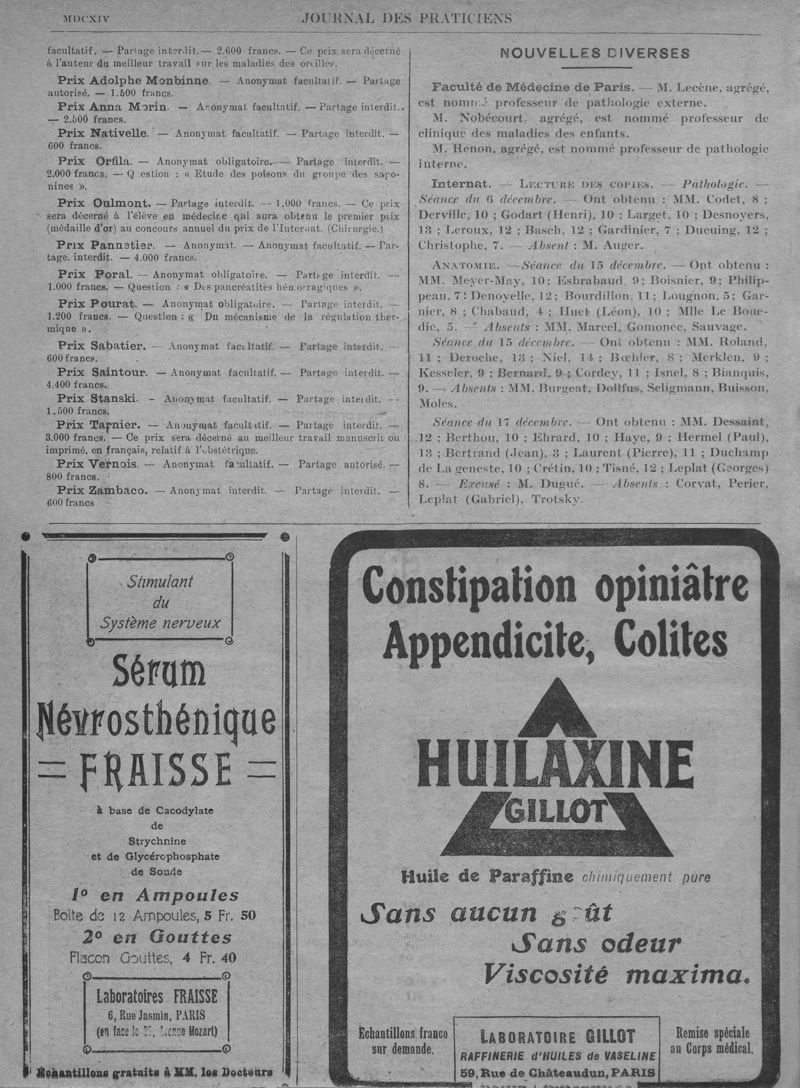 MDCXIV
JOURNAL DES PRATICIENS
facultatif. — Partage interdit. — 2.600 francs. — Ce prix sera décerné
à l'auteur du meilleur travail sur les maladies des oreilles.
Prix Adolphe Monbinne. — Anonymat facultatif. — Partage
autorisé. — 1.500 francs.
Prix Anna Morin. — Anonymat facultatif. — Partage interdit.
— 2.500 francs.
Prix Nativelle. — Anonymat facultatif. — Partage interdit. —
600 francs.
Prix Orfila. — Anonymat obligatoire. — Partage interdit. —
2.000 francs. — Question : « Etude des poisons du groupe des sapo-
nines ».
Prix Oulmont. — Partage interdit. — 1.000 francs. — Ce prix
sera décerné à l'élève en médecine qui aura obtenu le premier prix
(médaille d'or) au concours annuel du prix de l'Internat. (Chirurgie.)
Prix Pannetier. — Anonymat. — Anonymat facultatif. — Par-
tage. interdit. — 4.000 francs.
Prix Poral. — Anonymat obligatoire. — Partage interdit. —
1.000 francs. — Question : « Des pancréatites hémorragiques ».
Prix Pourat. — Anonymat obligatoire. — Partage interdit. —
1.200 francs. — Question : « Du mécanisme de la régulation ther-
mique ».
Prix Sabatier. — Anonymat facultatif. — Partage interdit. —
600 francs.
Prix Saintour. — Anonymat facultatif. — Partage interdit. —
4.400 francs.
Prix Stanski. — Anonymat facultatif. — Partage interdit. —
1.500 francs.
Prix Tarnier. — Anonymat facultatif. — Partage interdit. —
3.000 francs. — Ce prix sera décerné au meilleur travail manuscrit ou
imprimé, en français, relatif à l'obstétrique.
Prix Vernois. — Anonymat facultatif. — Partage autorisé. —
800 francs.
Prix Zambaco. — Anonymat interdit. — Partage interdit. —
600 francs
NOUVELLES DIVERSES
Faculté de Médecine de Paris. — M. Lecène, agrégé,
est nommé professeur de pathologie externe.
M. Nobécourt, agrégé, est nommé professeur de
clinique des maladies des enfants.
M. Renon, agrégé, est nommé professeur de pathologie
interne.
Internat. — LECTURE DES COPIES. — Pathologie. —
Séance du 6 décembre. — Ont obtenu : MM. Codet, 8 ;
Derville, 10 ; Godart (Henri), 10 ; Larget, 10 ; Desnoyers,
13 ; Leroux, 12 ; Basch, 12 ; Gardinier, 7 ; Ducuing, 12 ;
Christophe, 7. — Absent : M. Auger.
ANATOMIE. — Séance du 15 décembre. — Ont obtenu :
MM. Meyer-May, 10 ; Esbrabaud, 9 ; Boisnier, 9 ; Philip-
peau, 7 ; Denoyelle, 12 ; Bourdillon, 11 ; Lougnon, 5 ; Gar-
nier, 8 ; Chabaud, 4 ; Huet (Léon), 10 ; Mlle Le Boue-
dic, 5. — Absents : MM. Marcel, Gomonec, Sauvage.
Séance du 15 décembre. — Ont obtenu : MM. Roland,
11 ; Deroche, 13 ; Niel, 14 ; Bœhler, 8 ; Merklen, 9 ;
Kesseler, 9 ; Bernard, 9 ; Cordey, 11 ; Isnel, 8 ; Bianquis,
9. — Absents : MM. Burgeat, Dollfus, Seligmann, Buisson,
Moles.
Séance du 17 décembre. — Ont obtenu : MM. Dessaint,
12 ; Berthou, 10 ; Ehrard, 10 ; Haye, 9 ; Hermel (Paul),
13 ; Bertrand (Jean), 3 ; Laurent (Pierre), 11 ; Duchamp
de La geneste, 10 ; Crétin, 10 ; Tisné, 12 ; Leplat (Georges)
8. — Excusé : M. Dugué. — Absents : Corvat, Perier,
Leplat (Gabriel), Trotsky.
Stimulant
du
Système nerveux
Sérum
Névrosthénique
= FRAISSE =
à base de Cacodylate
de
Strychnine
et de Glycérophosphate
de Soude
1º en Ampoules
Boite de 12 Ampoules, 5 Fr. 50
2º en Gouttes
Flacon Gouttes, 4 Fr. 40
Laboratoires FRAISSE
6, Rue Jasmin, PARIS
(en face le Avenue Mozart)
Echantillons gratuits à MM. les Docteurs
Constipation opiniâtre
Appendicite, Colites
HUILAXINE
GILLOT
Huile de Paraffine chimiquement pure
Sans aucun goût
Sans odeur
Viscosité maxima.
Echantillons franco
sur demande.
LABORATOIRE GILLOT
RAFFINERIE D'HUILES de VASELINE
59, Rue de Châteaudun, PARIS
Remise spéciale
au Corps médical.